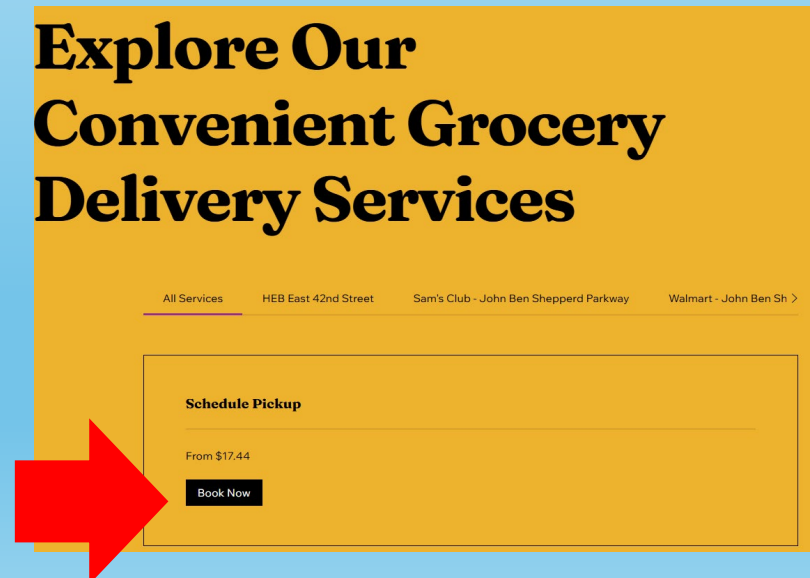 Explore Our
Convenient Grocery
Delivery Services
All Services HEB East 42nd Street Sam's Club - John Ben Shepperd Parkway Walmart - John Ben Sh >
Schedule Pickup
From $17.44
Book Now